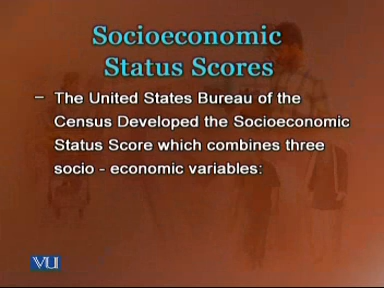 Socioeconomic
Status Scores
– The United States Bureau of the
Census Developed the Socioeconomic
Status Score which combines three
socio - economic variables:
VU